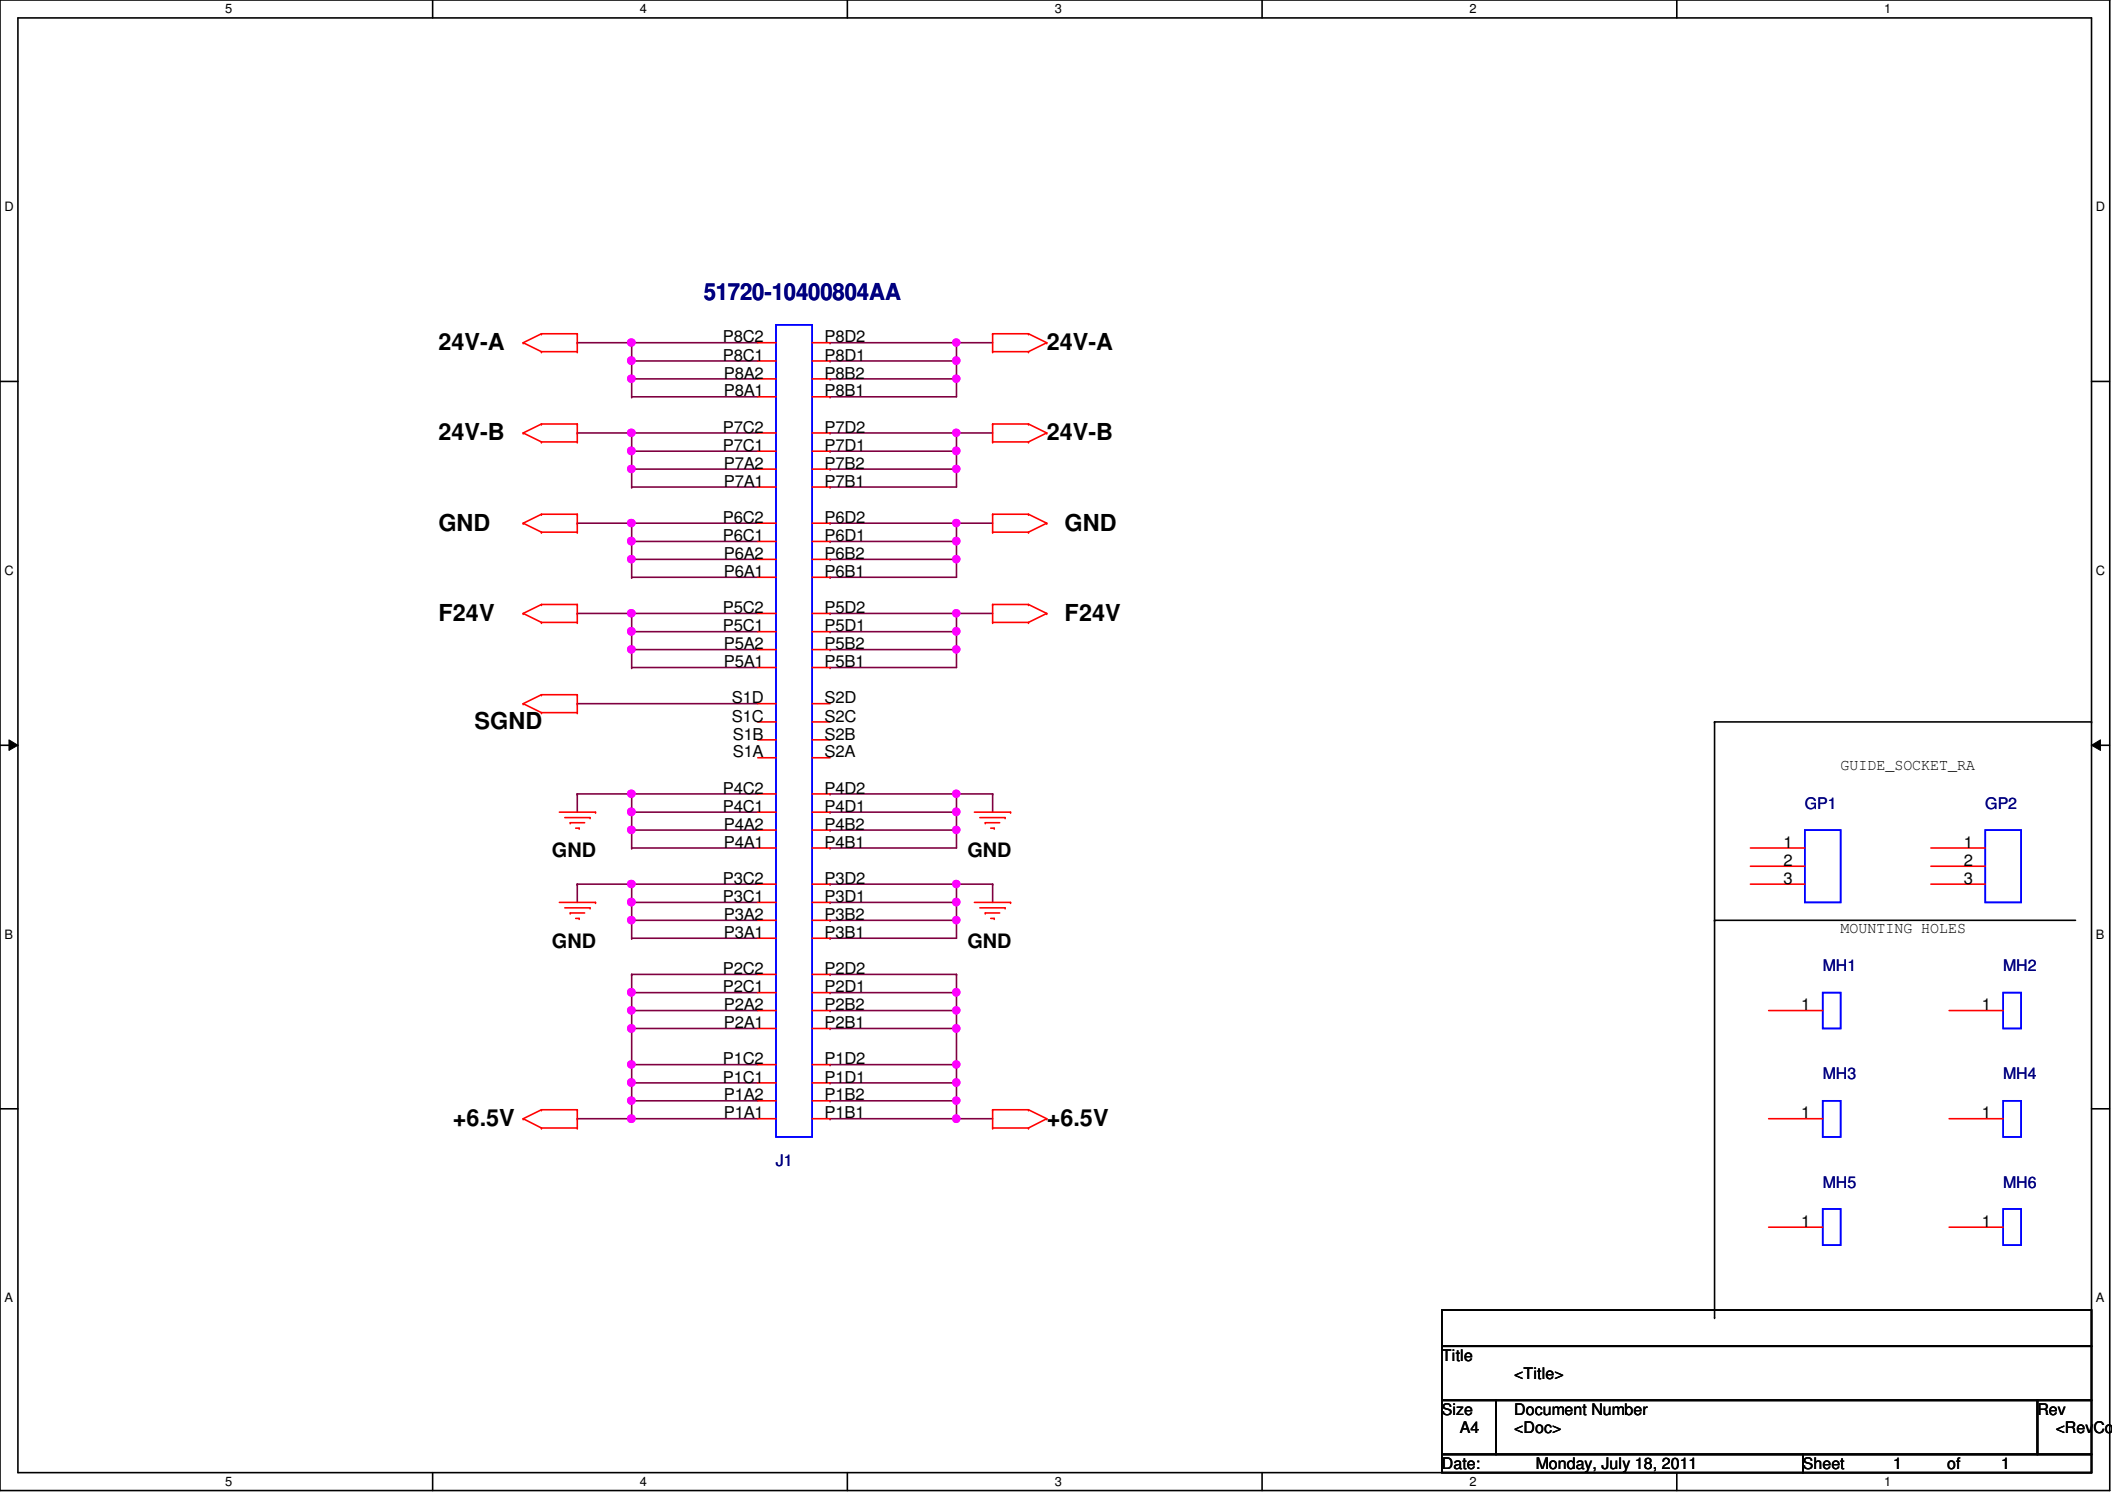 5 4 3 2 1
D D
51720-10400804AA
24V-A P8C2 P8D2 24V-A
P8C1 P8D1
P8A2 P8B2
P8A1 P8B1
24V-B P7C2 P7D2 24V-B
P7C1 P7D1
P7A2 P7B2
P7A1 P7B1
GND P6C2 P6D2 GND
P6C1 P6D1
P6A2 P6B2
C P6A1 P6B1 C
F24V P5C2 P5D2 F24V
P5C1 P5D1
P5A2 P5B2
P5A1 P5B1
S1D S2D
SGND S1C S2C
S1B S2B
S1A S2A
GUIDE_SOCKET_RA
P4C2 P4D2
P4C1 P4D1 GP1 GP2
P4A2 P4B2
GND P4A1 P4B1 GND 1 1
2 2
P3C2 P3D2 3 3
P3C1 P3D1
P3A2 P3B2
B GND P3A1 P3B1 GND MOUNTING HOLES B
P2C2 P2D2 MH1 MH2
P2C1 P2D1
P2A2 P2B2 1 1
P2A1 P2B1
P1C2 P1D2
P1C1 P1D1 MH3 MH4
P1A2 P1B2
+6.5V P1A1 P1B1 +6.5V 1 1
J1
MH5 MH6
1 1
A A
Title
<Title>
Size Document Number Rev
A4 <Doc> <RevCo
Date: Monday, July 18, 2011 Sheet 1 of 1
5 4 3 2 1